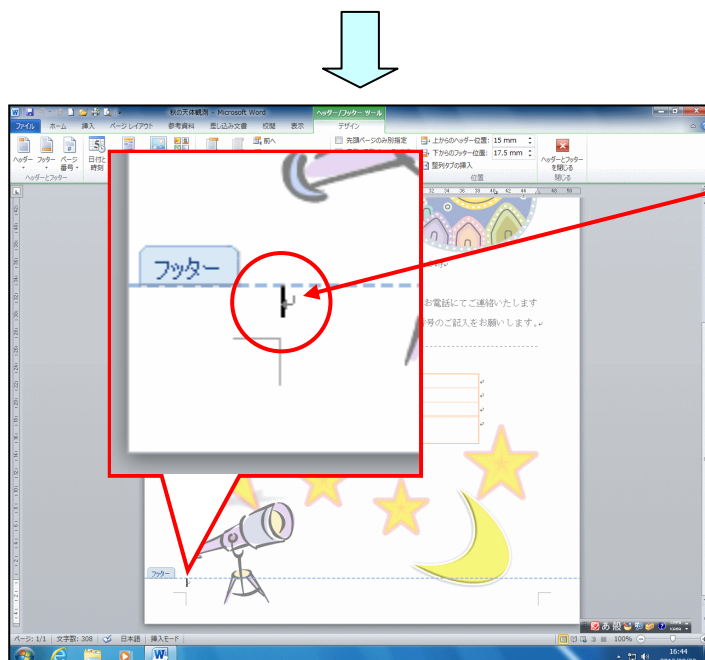 秋の天体観測 - Microsoft Word
ヘッダー/フッター ツール
ファイル ホーム 挿入 ページ レイアウト 参考資料 差し込み文書 校閲 表示 デザイン
前へ
先頭ページのみ別指定
上からのヘッダー位置: 15 mm
下からのフッター位置: 17.5 mm
整列タブの挿入
ヘッダー フッター ページ番号 日付と時刻
ヘッダーとフッターを閉じる
ヘッダーとフッター 位置 閉じる
フッター
お電話にてご連絡いたします
号のご記入をお願いします。
フッター
ページ: 1/1 文字数: 308 日本語 挿入モード 100%
あ 般
16:44